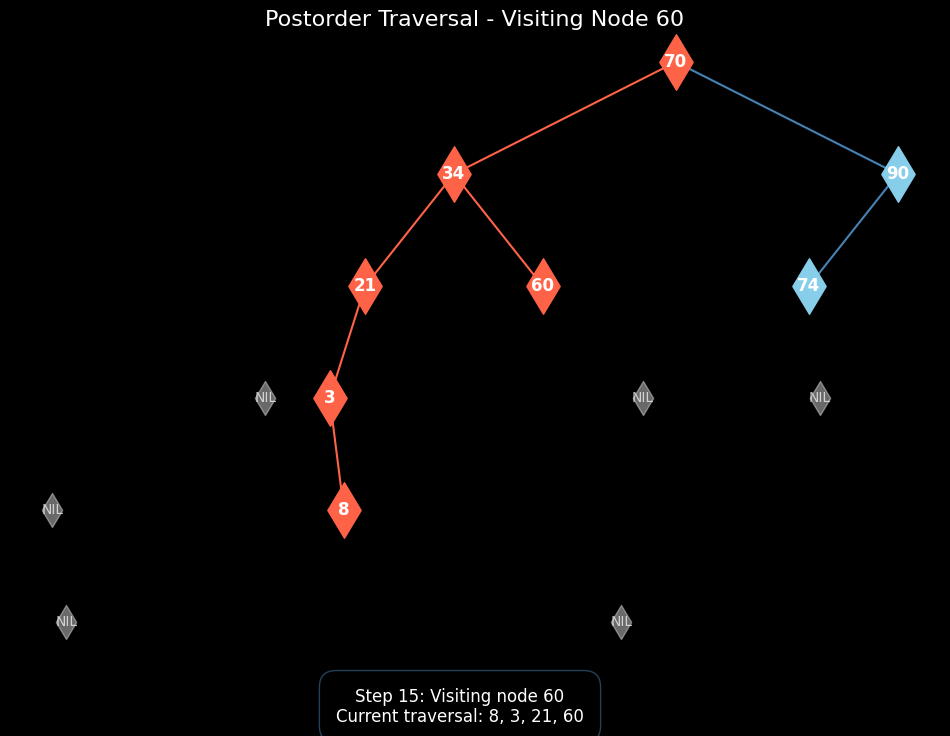 Postorder Traversal - Visiting Node 60
70
34
90
21
60
74
NIL
3
NIL
NIL
NIL
8
NIL
NIL
Step 15: Visiting node 60
Current traversal: 8, 3, 21, 60